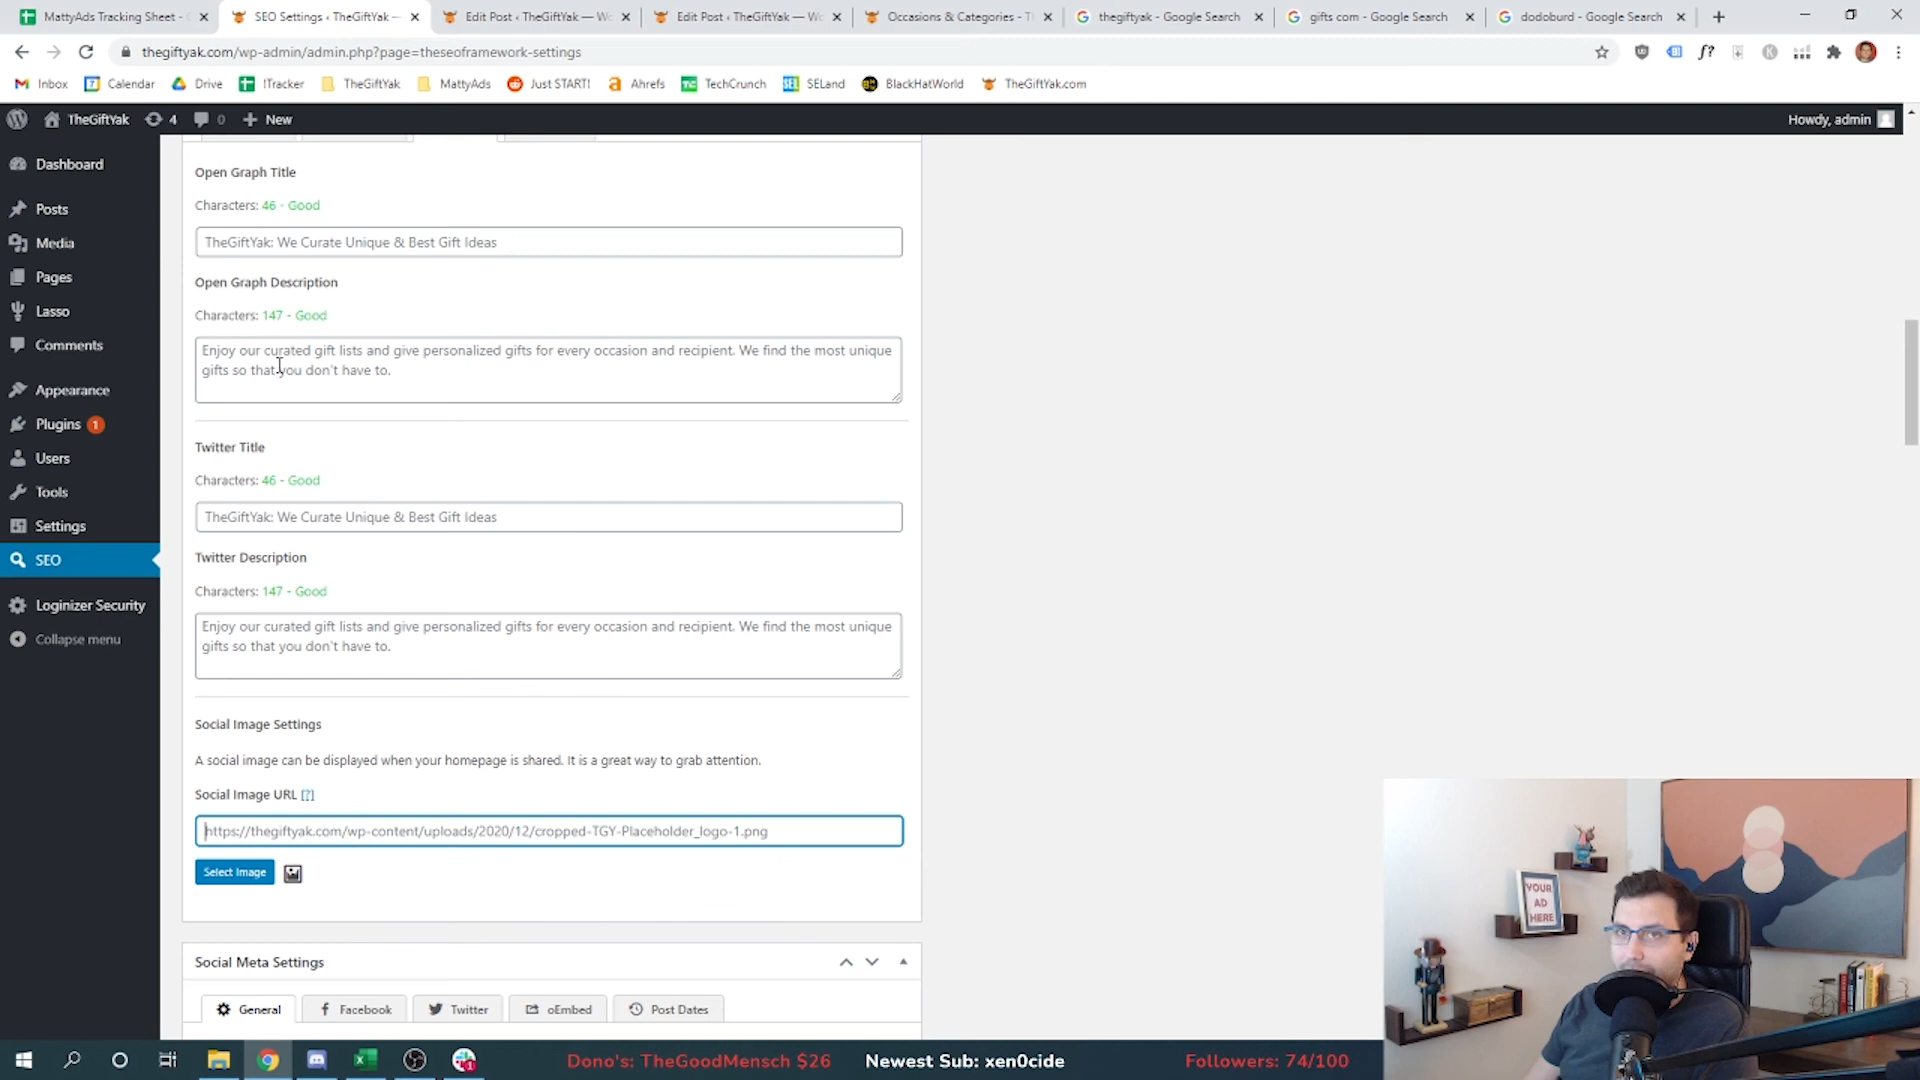 MattyAds Tracking Sheet - G
SEO Settings ‹ TheGiftYak —
Edit Post ‹ TheGiftYak — Wo
Edit Post ‹ TheGiftYak — Wo
Occasions & Categories - Th
thegiftyak - Google Search
gifts com - Google Search
dodoburd - Google Search
thegiftyak.com/wp-admin/admin.php?page=theseoframework-settings
Inbox
Calendar
Drive
!Tracker
TheGiftYak
MattyAds
Just START!
Ahrefs
TechCrunch
SELand
BlackHatWorld
TheGiftYak.com
TheGiftYak
4
0
New
Howdy, admin
Dashboard
Posts
Media
Pages
Lasso
Comments
Appearance
Plugins 1
Users
Tools
Settings
SEO
Loginizer Security
Collapse menu
Open Graph Title
Characters: 46 - Good
TheGiftYak: We Curate Unique & Best Gift Ideas
Open Graph Description
Characters: 147 - Good
Enjoy our curated gift lists and give personalized gifts for every occasion and recipient. We find the most unique
gifts so that you don't have to.
Twitter Title
Characters: 46 - Good
TheGiftYak: We Curate Unique & Best Gift Ideas
Twitter Description
Characters: 147 - Good
Enjoy our curated gift lists and give personalized gifts for every occasion and recipient. We find the most unique
gifts so that you don't have to.
Social Image Settings
A social image can be displayed when your homepage is shared. It is a great way to grab attention.
Social Image URL [?]
https://thegiftyak.com/wp-content/uploads/2020/12/cropped-TGY-Placeholder_logo-1.png
Select Image
Social Meta Settings
General
Facebook
Twitter
oEmbed
Post Dates
YOUR
AD
HERE
Dono's: TheGoodMensch $26
Newest Sub: xen0cide
Followers: 74/100